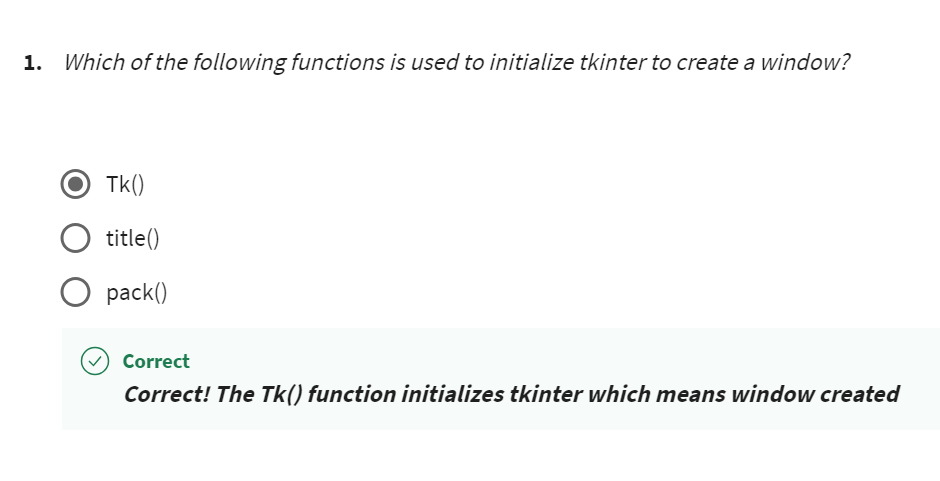 1. Which of the following functions is used to initialize tkinter to create a window?
Tk()
title()
pack()
Correct
Correct! The Tk() function initializes tkinter which means window created